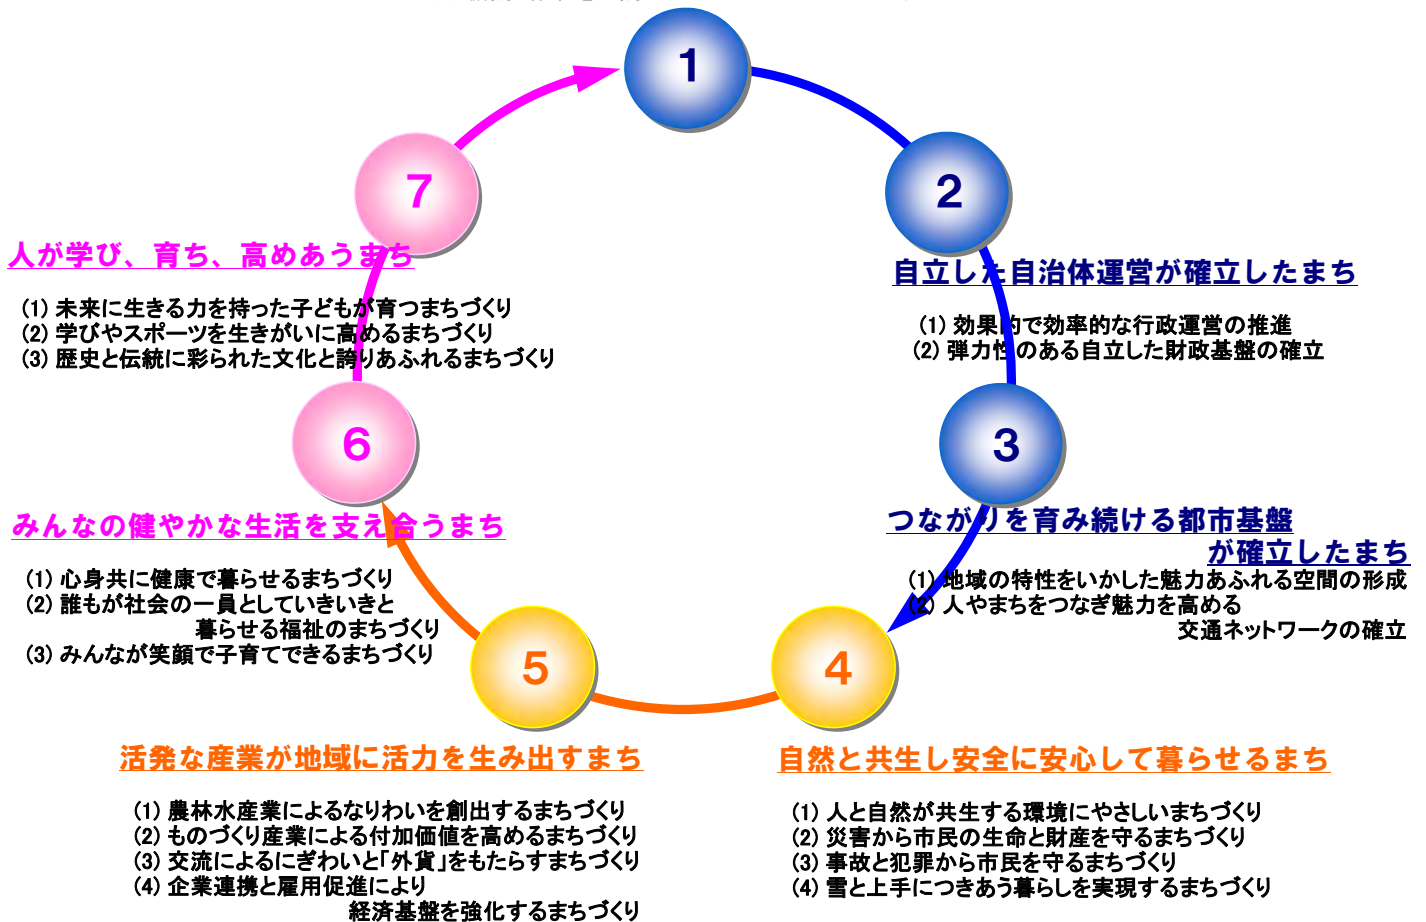 1
2
自立した自治体運営が確立したまち
(1) 効果的で効率的な行政運営の推進
(2) 弾力性のある自立した財政基盤の確立
3
つながりを育み続ける都市基盤
が確立したまち
(1) 地域の特性をいかした魅力あふれる空間の形成
(2) 人やまちをつなぎ魅力を高める
交通ネットワークの確立
4
自然と共生し安全に安心して暮らせるまち
(1) 人と自然が共生する環境にやさしいまちづくり
(2) 災害から市民の生命と財産を守るまちづくり
(3) 事故と犯罪から市民を守るまちづくり
(4) 雪と上手につきあう暮らしを実現するまちづくり
5
活発な産業が地域に活力を生み出すまち
(1) 農林水産業によるなりわいを創出するまちづくり
(2) ものづくり産業による付加価値を高めるまちづくり
(3) 交流によるにぎわいと「外貨」をもたらすまちづくり
(4) 企業連携と雇用促進により
経済基盤を強化するまちづくり
6
みんなの健やかな生活を支え合うまち
(1) 心身共に健康で暮らせるまちづくり
(2) 誰もが社会の一員としていきいきと
暮らせる福祉のまちづくり
(3) みんなが笑顔で子育てできるまちづくり
7
人が学び、育ち、高めあうまち
(1) 未来に生きる力を持った子どもが育つまちづくり
(2) 学びやスポーツを生きがいに高めるまちづくり
(3) 歴史と伝統に彩られた文化と誇りあふれるまちづくり